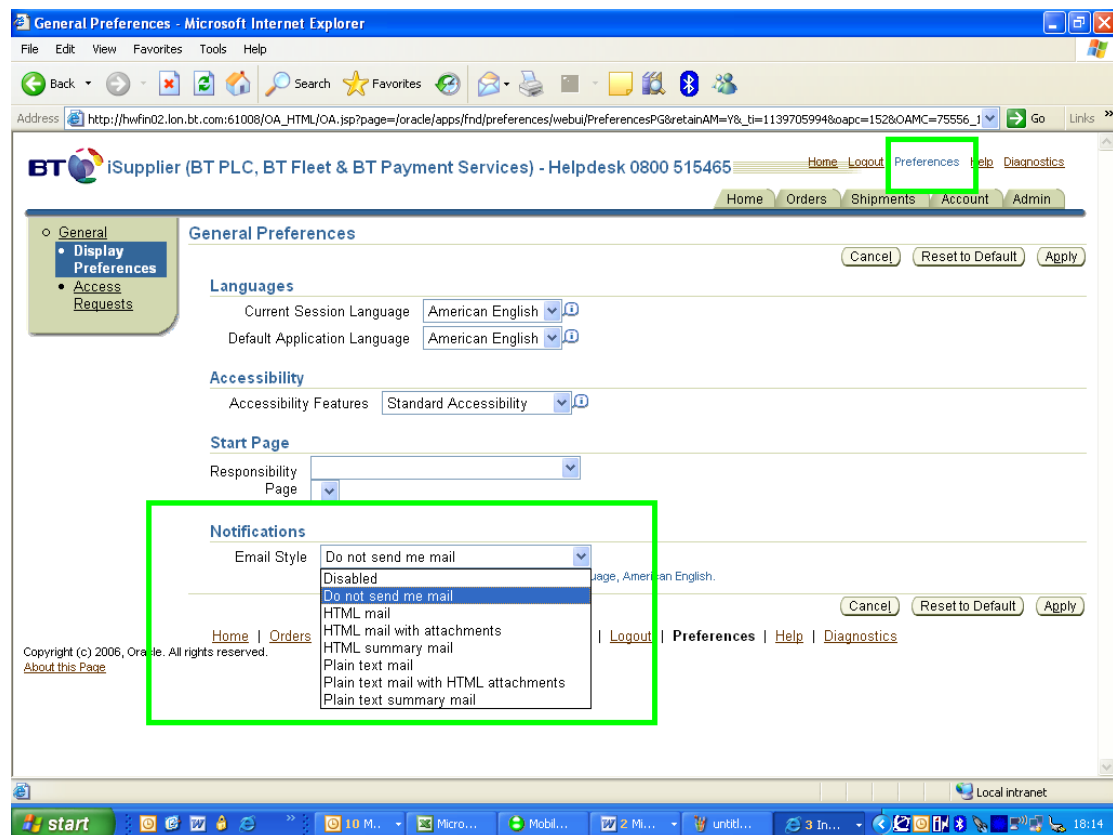 General Preferences - Microsoft Internet Explorer
File Edit View Favorites Tools Help
Back Search Favorites
Address http://hwfin02.lon.bt.com:61008/OA_HTML/OA.jsp?page=/oracle/apps/fnd/preferences/webui/PreferencesPG&retainAM=Y&_ti=1139705994&oapc=152&OAMC=75556_1 Go Links »
BT iSupplier (BT PLC, BT Fleet & BT Payment Services) - Helpdesk 0800 515465 Home Logout Preferences Help Diagnostics
Home Orders Shipments Account Admin
General
Display Preferences
Access Requests
General Preferences
Cancel Reset to Default Apply
Languages
Current Session Language American English
Default Application Language American English
Accessibility
Accessibility Features Standard Accessibility
Start Page
Responsibility
Page
Notifications
Email Style Do not send me mail
Disabled
uage, American English.
Do not send me mail
HTML mail
HTML mail with attachments
HTML summary mail
Plain text mail
Plain text mail with HTML attachments
Plain text summary mail
Cancel Reset to Default Apply
Home | Orders | Logout | Preferences | Help | Diagnostics
Copyright (c) 2006, Oracle. All rights reserved.
About this Page
Local intranet
start 10 M... Micro... Mobil... 2 Mi... untitl... 3 In... 18:14